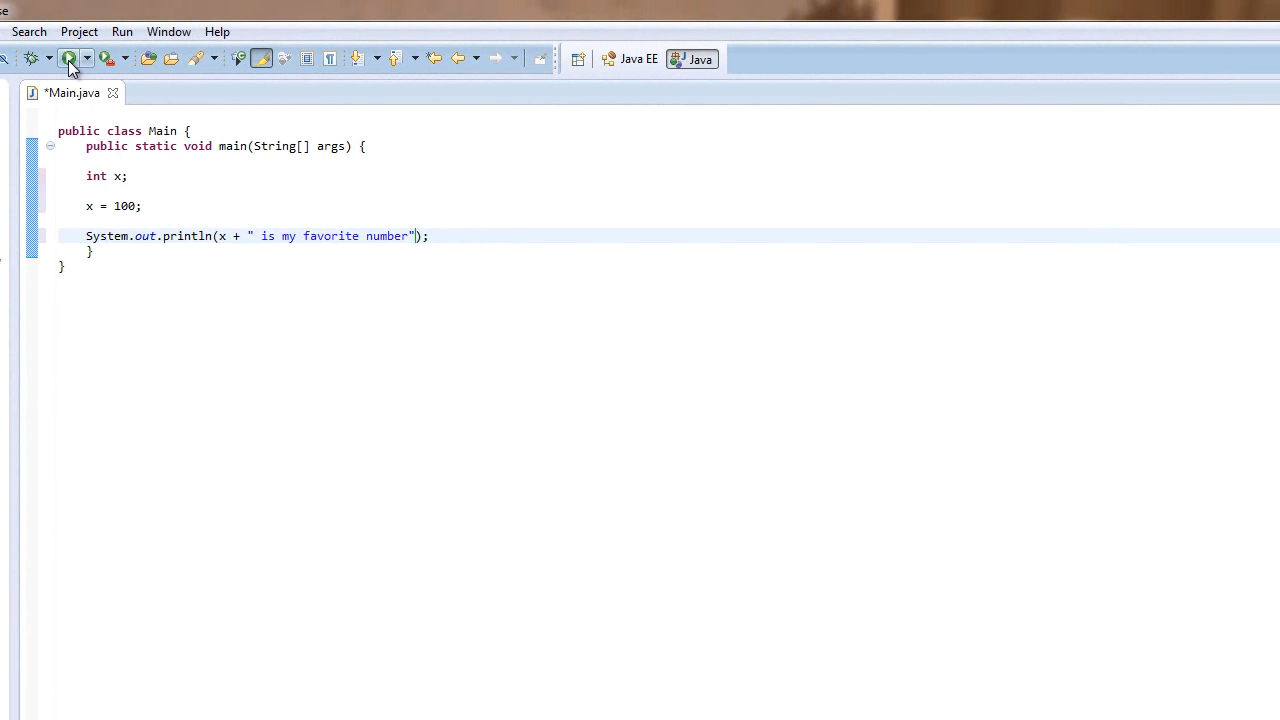 se
Search Project Run Window Help
Java EE Java
*Main.java
public class Main {
public static void main(String[] args) {
int x;
x = 100;
System.out.println(x + " is my favorite number");
}
}